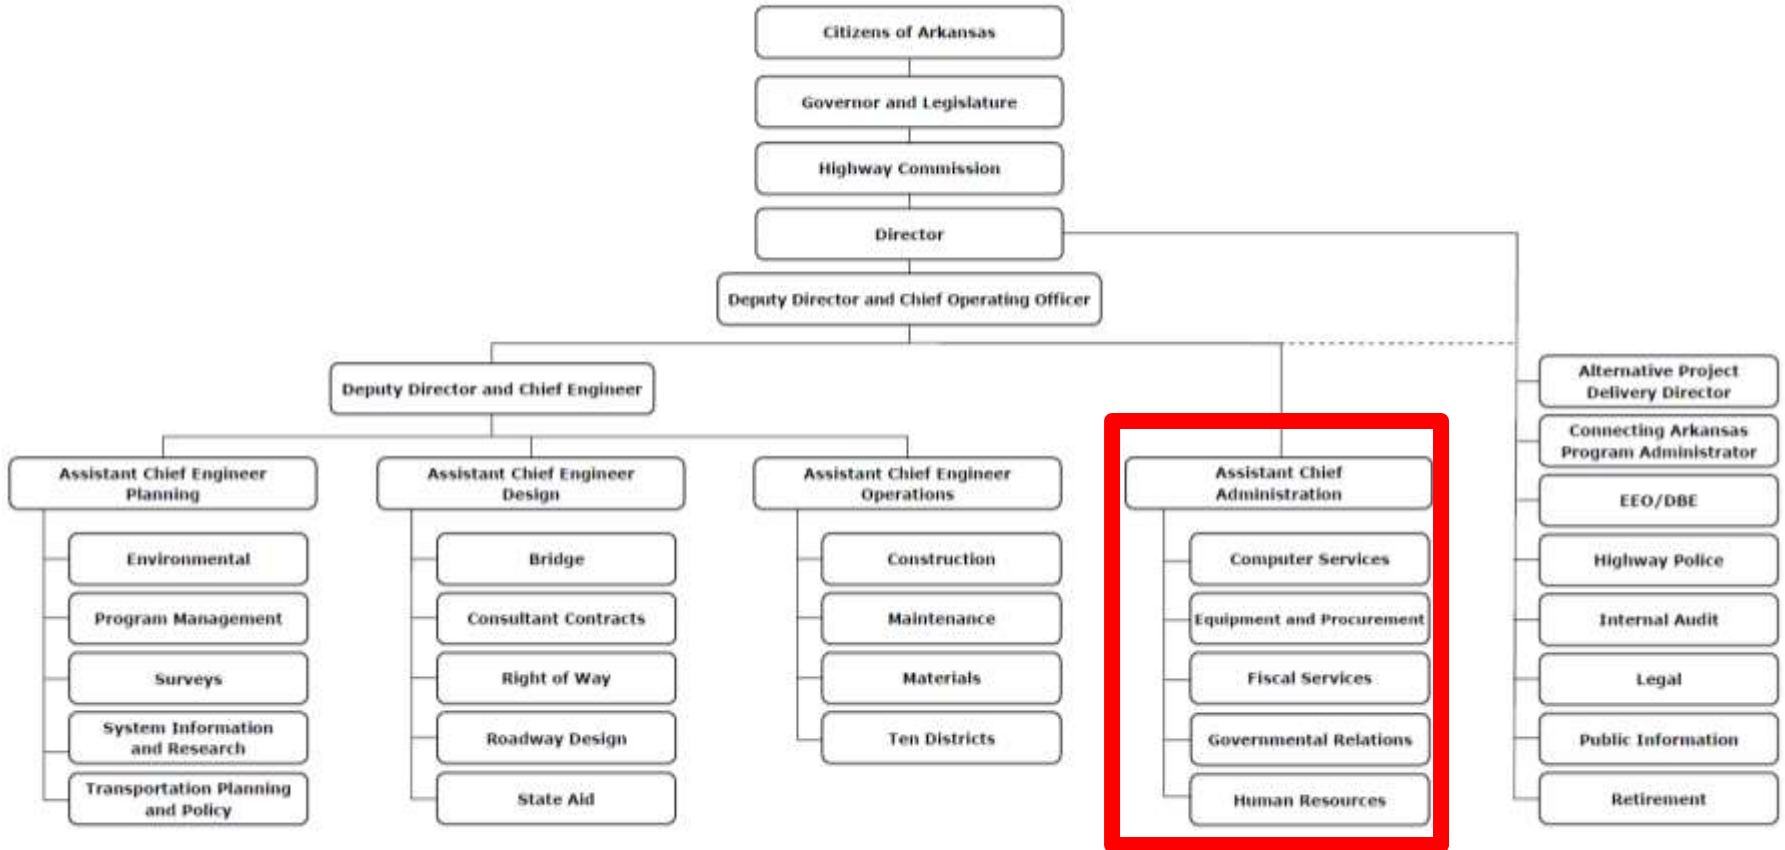 Citizens of Arkansas
Governor and Legislature
Highway Commission
Director
Deputy Director and Chief Operating Officer
Deputy Director and Chief Engineer
Assistant Chief Engineer
Planning
Environmental
Program Management
Surveys
System Information
and Research
Transportation Planning
and Policy
Assistant Chief Engineer
Design
Bridge
Consultant Contracts
Right of Way
Roadway Design
State Aid
Assistant Chief Engineer
Operations
Construction
Maintenance
Materials
Ten Districts
Assistant Chief
Administration
Computer Services
Equipment and Procurement
Fiscal Services
Governmental Relations
Human Resources
Alternative Project
Delivery Director
Connecting Arkansas
Program Administrator
EEO/DBE
Highway Police
Internal Audit
Legal
Public Information
Retirement